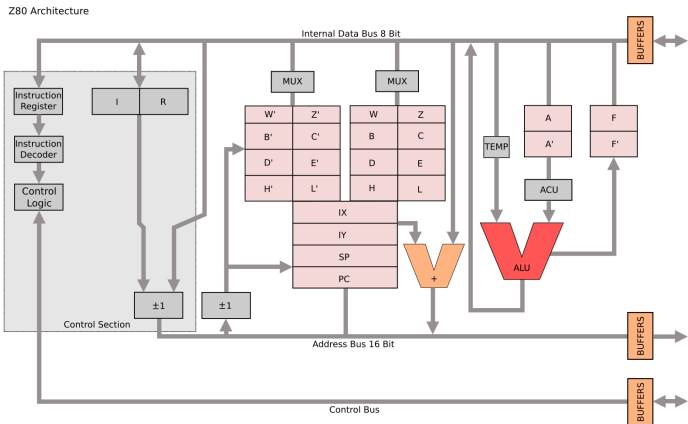 Z80 Architecture
Internal Data Bus 8 Bit
BUFFERS
Instruction
Register
I
R
MUX
MUX
W'
Z'
W
Z
B'
C'
B
C
D'
E'
D
E
H'
L'
H
L
IX
IY
SP
PC
Instruction
Decoder
Control
Logic
TEMP
A
A'
F
F'
ACU
ALU
+
±1
±1
Control Section
Address Bus 16 Bit
BUFFERS
Control Bus
BUFFERS